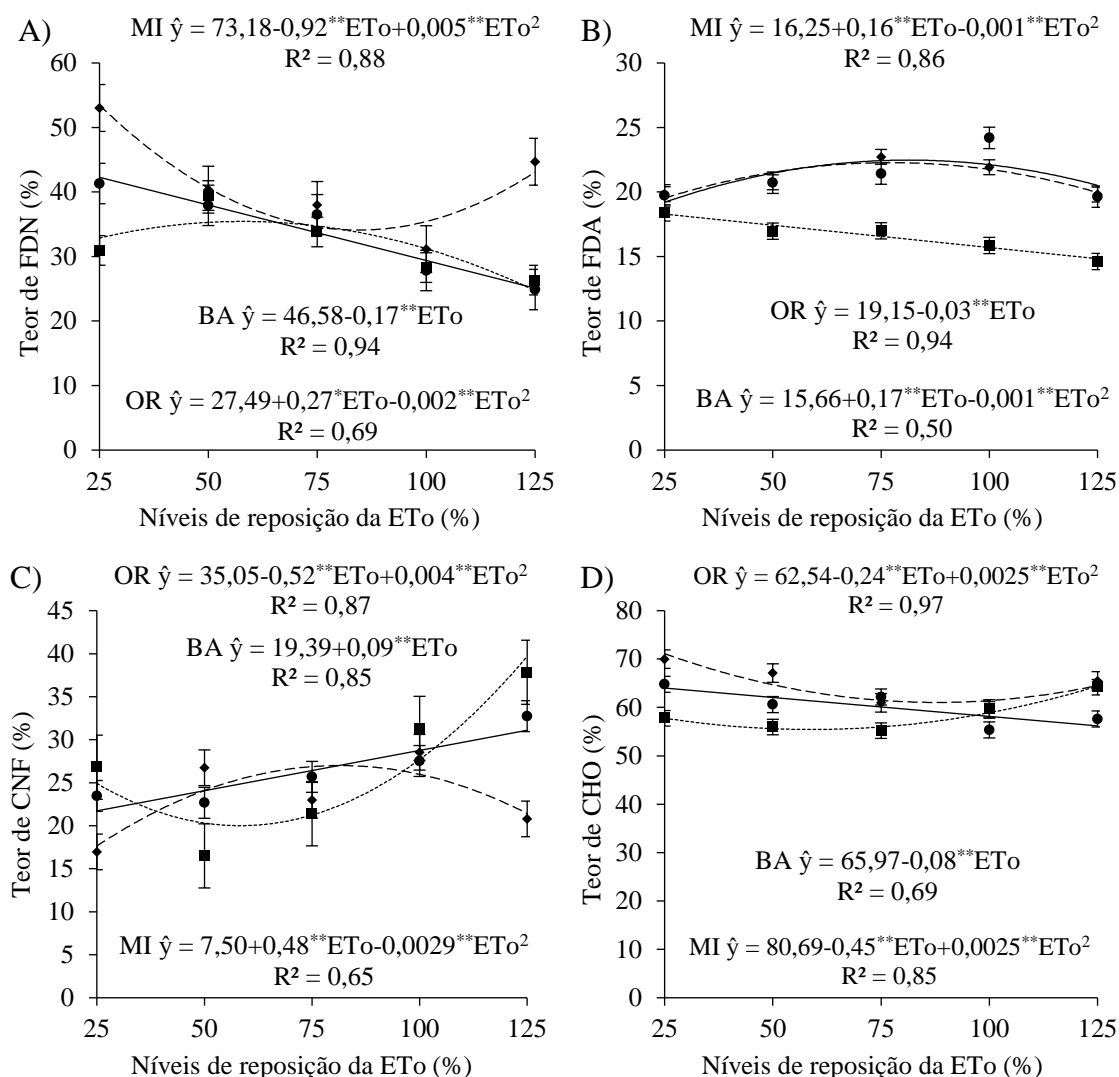 A)
MI ŷ = 73,18-0,92**ETo+0,005**ETo²
R² = 0,88
60
50
40
30
20
10
0
Teor de FDN (%)
BA ŷ = 46,58-0,17**ETo
R² = 0,94
OR ŷ = 27,49+0,27*ETo-0,002**ETo²
R² = 0,69
25 50 75 100 125
Níveis de reposição da ETo (%)
B)
MI ŷ = 16,25+0,16**ETo-0,001**ETo²
R² = 0,86
30
25
20
15
10
5
0
Teor de FDA (%)
OR ŷ = 19,15-0,03**ETo
R² = 0,94
BA ŷ = 15,66+0,17**ETo-0,001**ETo²
R² = 0,50
25 50 75 100 125
Níveis de reposição da ETo (%)
C)
OR ŷ = 35,05-0,52**ETo+0,004**ETo²
R² = 0,87
45
40
35
30
25
20
15
10
5
0
Teor de CNF (%)
BA ŷ = 19,39+0,09**ETo
R² = 0,85
MI ŷ = 7,50+0,48**ETo-0,0029**ETo²
R² = 0,65
25 50 75 100 125
Níveis de reposição da ETo (%)
D)
OR ŷ = 62,54-0,24**ETo+0,0025**ETo²
R² = 0,97
80
70
60
50
40
30
20
10
0
Teor de CHO (%)
BA ŷ = 65,97-0,08**ETo
R² = 0,69
MI ŷ = 80,69-0,45**ETo+0,0025**ETo²
R² = 0,85
25 50 75 100 125
Níveis de reposição da ETo (%)